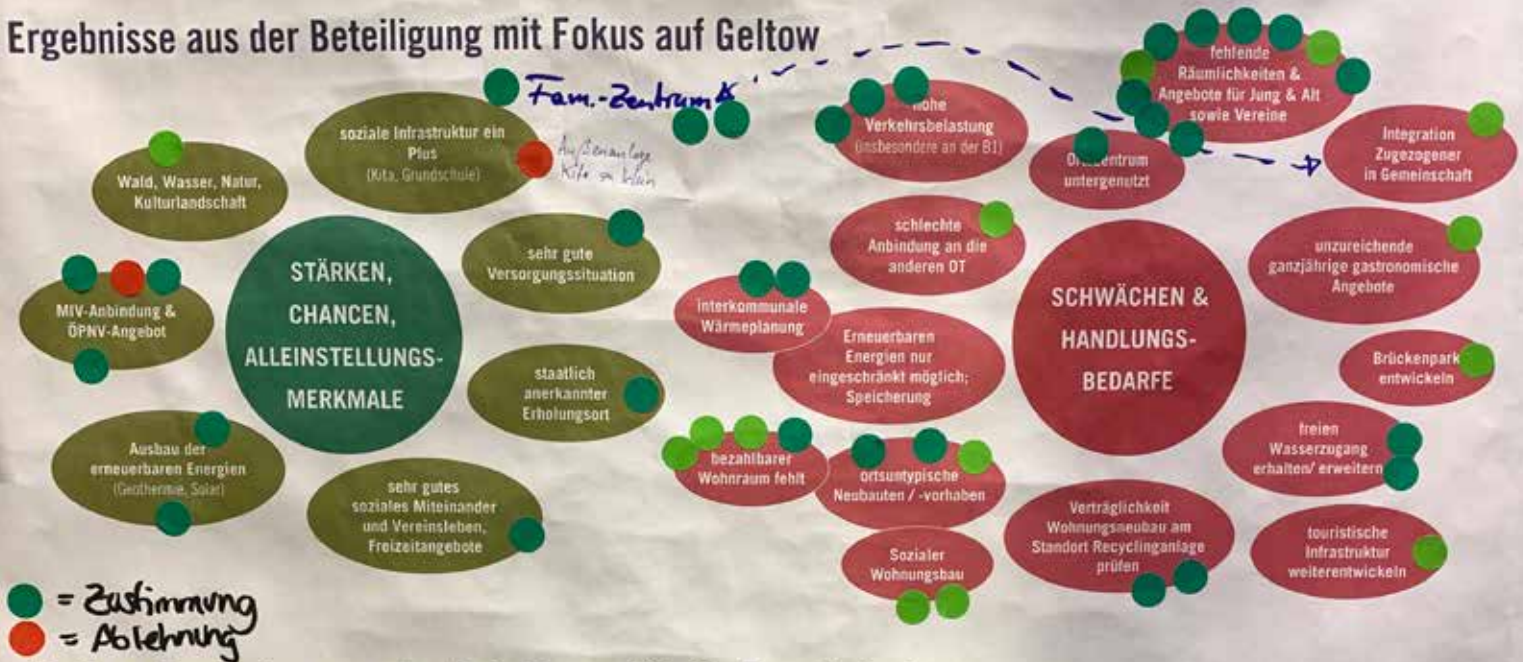 Ergebnisse aus der Beteiligung mit Fokus auf Geltow
Fam.-Zentrum
soziale Infrastruktur ein
Plus
(Kita, Grundschule)
Außenanlage
Kita
Wald, Wasser, Natur,
Kulturlandschaft
sehr gute
Versorgungssituation
MIV-Anbindung &
ÖPNV-Angebot
STÄRKEN,
CHANCEN,
ALLEINSTELLUNGS-
MERKMALE
staatlich
anerkannter
Erholungsort
Ausbau der
erneuerbaren Energien
(Geothermie, Solar)
sehr gutes
soziales Miteinander
und Vereinsleben,
Freizeitangebote
hohe
Verkehrsbelastung
(insbesondere an der B1)
fehlende
Räumlichkeiten &
Angebote für Jung & Alt
sowie Vereine
Ortszentrum
untergenutzt
Integration
Zugezogener
in Gemeinschaft
schlechte
Anbindung an die
anderen OT
unzureichende
ganzjährige gastronomische
Angebote
interkommunale
Wärmeplanung
Erneuerbaren
Energien nur
eingeschränkt möglich;
Speicherung
SCHWÄCHEN &
HANDLUNGS-
BEDARFE
Brückenpark
entwickeln
bezahlbarer
Wohnraum fehlt
ortsuntypische
Neubauten / -vorhaben
freien
Wasserzugang
erhalten/ erweitern
Sozialer
Wohnungsbau
Verträglichkeit
Wohnungsneubau am
Standort Recyclinganlage
prüfen
touristische
Infrastruktur
weiterentwickeln
= Zustimmung
= Ablehnung